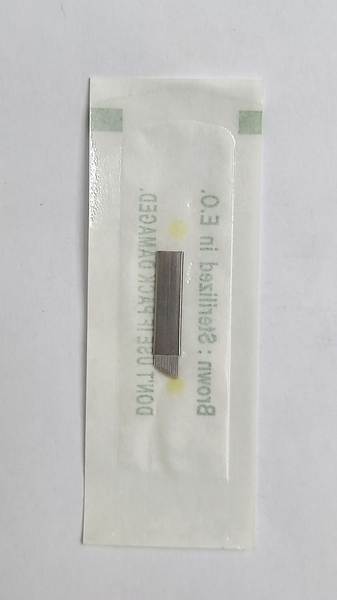 DON'T USE IF PACK DAMAGED.
Brown : Sterilized in E.O.